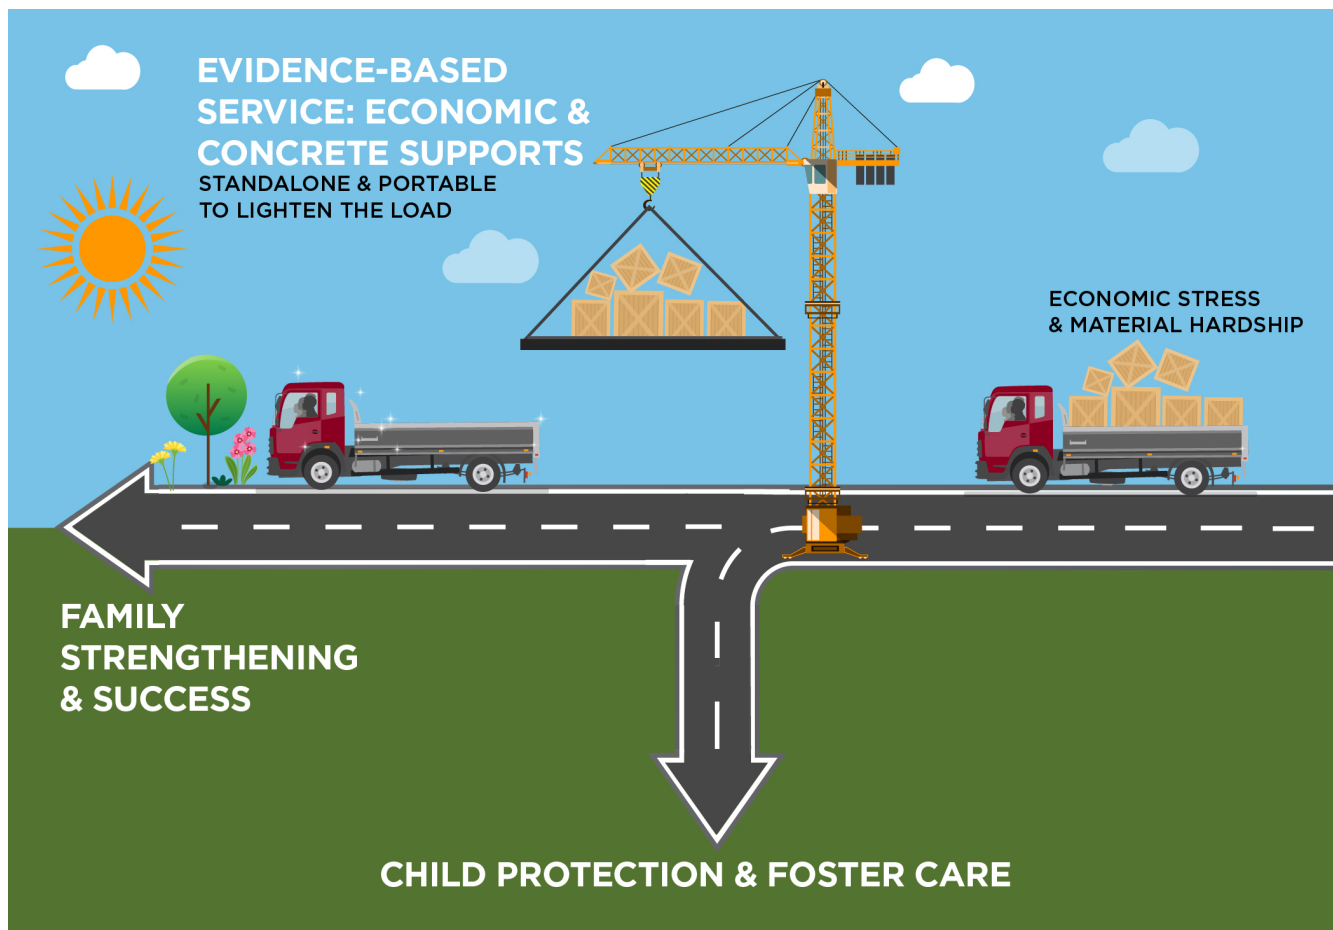 EVIDENCE-BASED
SERVICE: ECONOMIC &
CONCRETE SUPPORTS
STANDALONE & PORTABLE
TO LIGHTEN THE LOAD
ECONOMIC STRESS
& MATERIAL HARDSHIP
FAMILY
STRENGTHENING
& SUCCESS
CHILD PROTECTION & FOSTER CARE